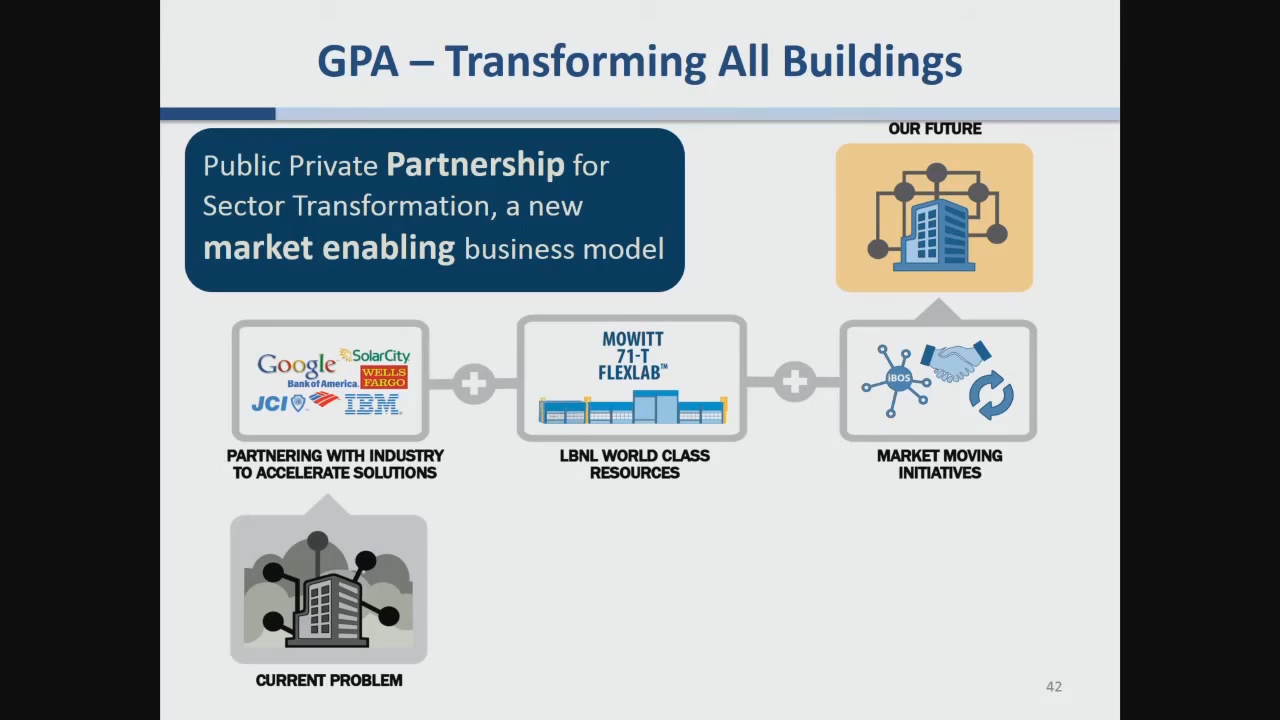 GPA – Transforming All Buildings
Public Private Partnership for
Sector Transformation, a new
market enabling business model
OUR FUTURE
Google
SolarCity
Bank of America.
WELLS
FARGO
JCI
IBM
MOWITT
71-T
FLEXLAB™
iBOS
PARTNERING WITH INDUSTRY
TO ACCELERATE SOLUTIONS
LBNL WORLD CLASS
RESOURCES
MARKET MOVING
INITIATIVES
CURRENT PROBLEM
42